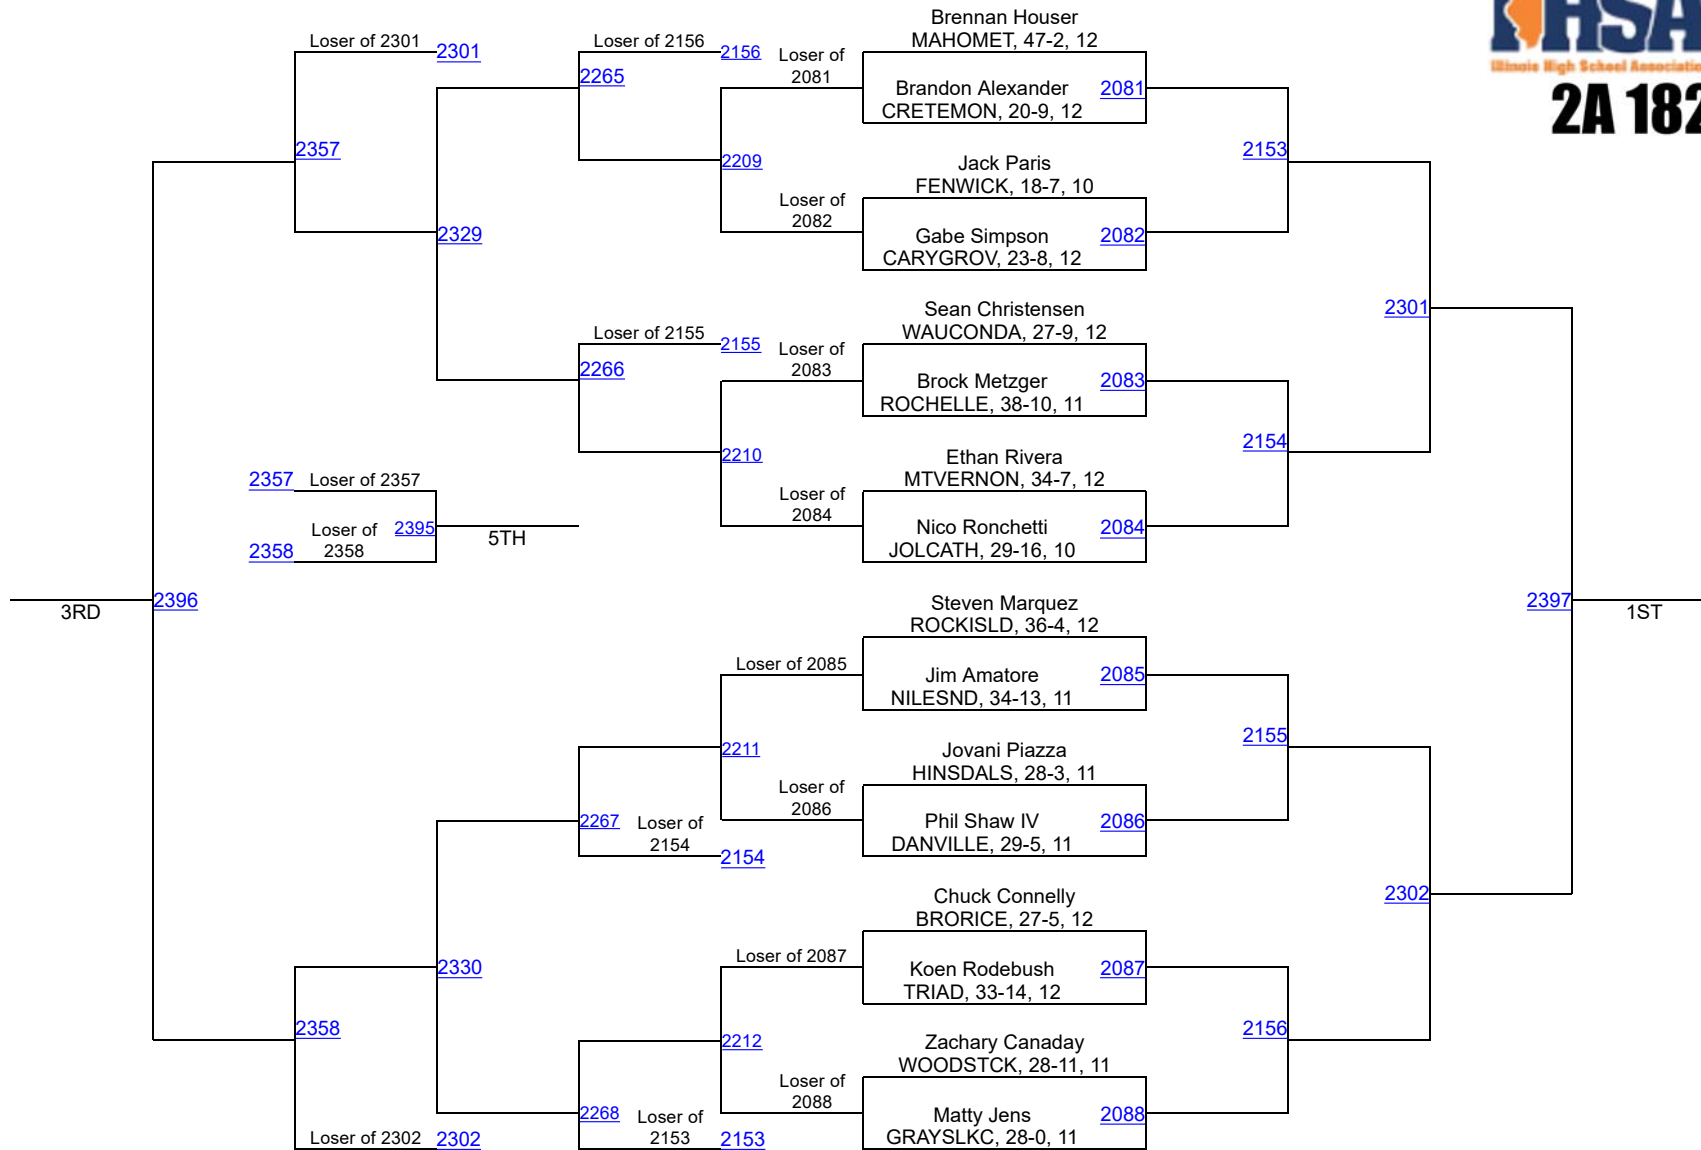 Brennan Houser
MAHOMET, 47-2, 12
HSA
Illinois High School Associatio
2A 182
Loser of 2301
2301
Loser of 2156
2156
Loser of
2081
2265
Brandon Alexander
CRETEMON, 20-9, 12
2081
2357
2209
2153
Jack Paris
FENWICK, 18-7, 10
Loser of
2082
2329
Gabe Simpson
CARYGROV, 23-8, 12
2082
Sean Christensen
WAUCONDA, 27-9, 12
2301
Loser of 2155
2155
Loser of
2083
2266
Brock Metzger
ROCHELLE, 38-10, 11
2083
2210
2154
Ethan Rivera
MTVERNON, 34-7, 12
2357
Loser of 2357
Loser of
2084
Loser of
2358
2395
2358
5TH
Nico Ronchetti
JOLCATH, 29-16, 10
2084
3RD
2396
Steven Marquez
ROCKISLD, 36-4, 12
2397
1ST
Loser of 2085
Jim Amatore
NILESND, 34-13, 11
2085
2211
2155
Jovani Piazza
HINSDALS, 28-3, 11
Loser of
2086
2267
Loser of
2154
2154
Phil Shaw IV
DANVILLE, 29-5, 11
2086
Chuck Connelly
BRORICE, 27-5, 12
2302
Loser of 2087
2330
Koen Rodebush
TRIAD, 33-14, 12
2087
2358
2212
2156
Zachary Canaday
WOODSTCK, 28-11, 11
Loser of
2088
2268
Loser of
2153
2153
Matty Jens
GRAYSLKC, 28-0, 11
2088
Loser of 2302
2302